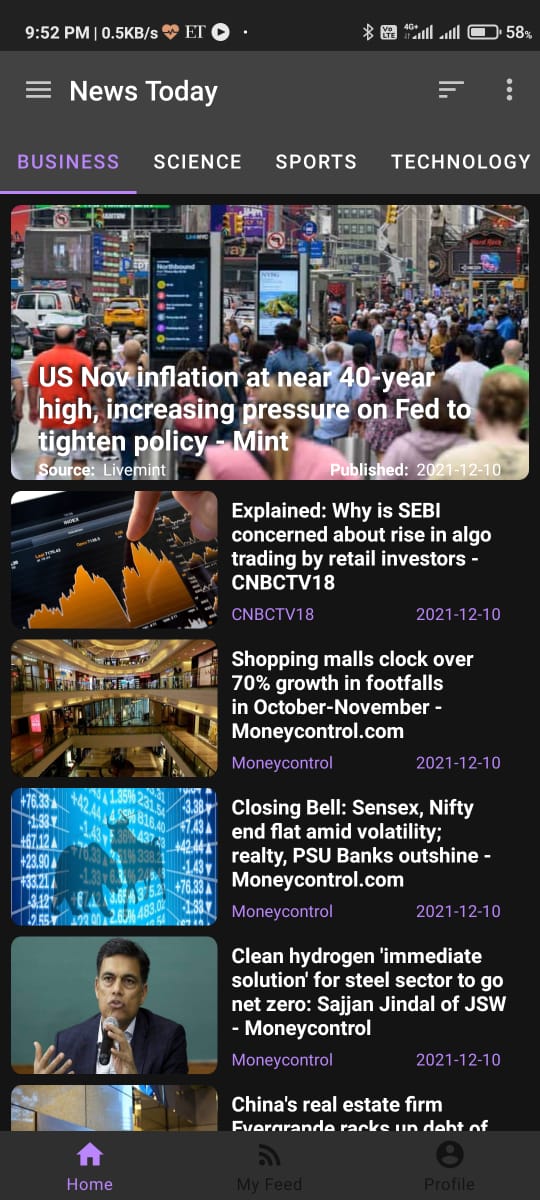 9:52 PM | 0.5KB/s ET
Vo LTE 4G+ 58%
News Today
BUSINESS SCIENCE SPORTS TECHNOLOGY
Northbound
Hard Rock
US Nov inflation at near 40-year
high, increasing pressure on Fed to
tighten policy - Mint
Source: Livemint Published: 2021-12-10
INDEX
Explained: Why is SEBI
concerned about rise in algo
trading by retail investors -
CNBCTV18
CNBCTV18 2021-12-10
Shopping malls clock over
70% growth in footfalls
in October-November -
Moneycontrol.com
Moneycontrol 2021-12-10
Closing Bell: Sensex, Nifty
end flat amid volatility;
realty, PSU Banks outshine -
Moneycontrol.com
Moneycontrol 2021-12-10
Clean hydrogen 'immediate
solution' for steel sector to go
net zero: Sajjan Jindal of JSW
- Moneycontrol
Moneycontrol 2021-12-10
China's real estate firm
Evergrande racks up debt of
Home My Feed Profile